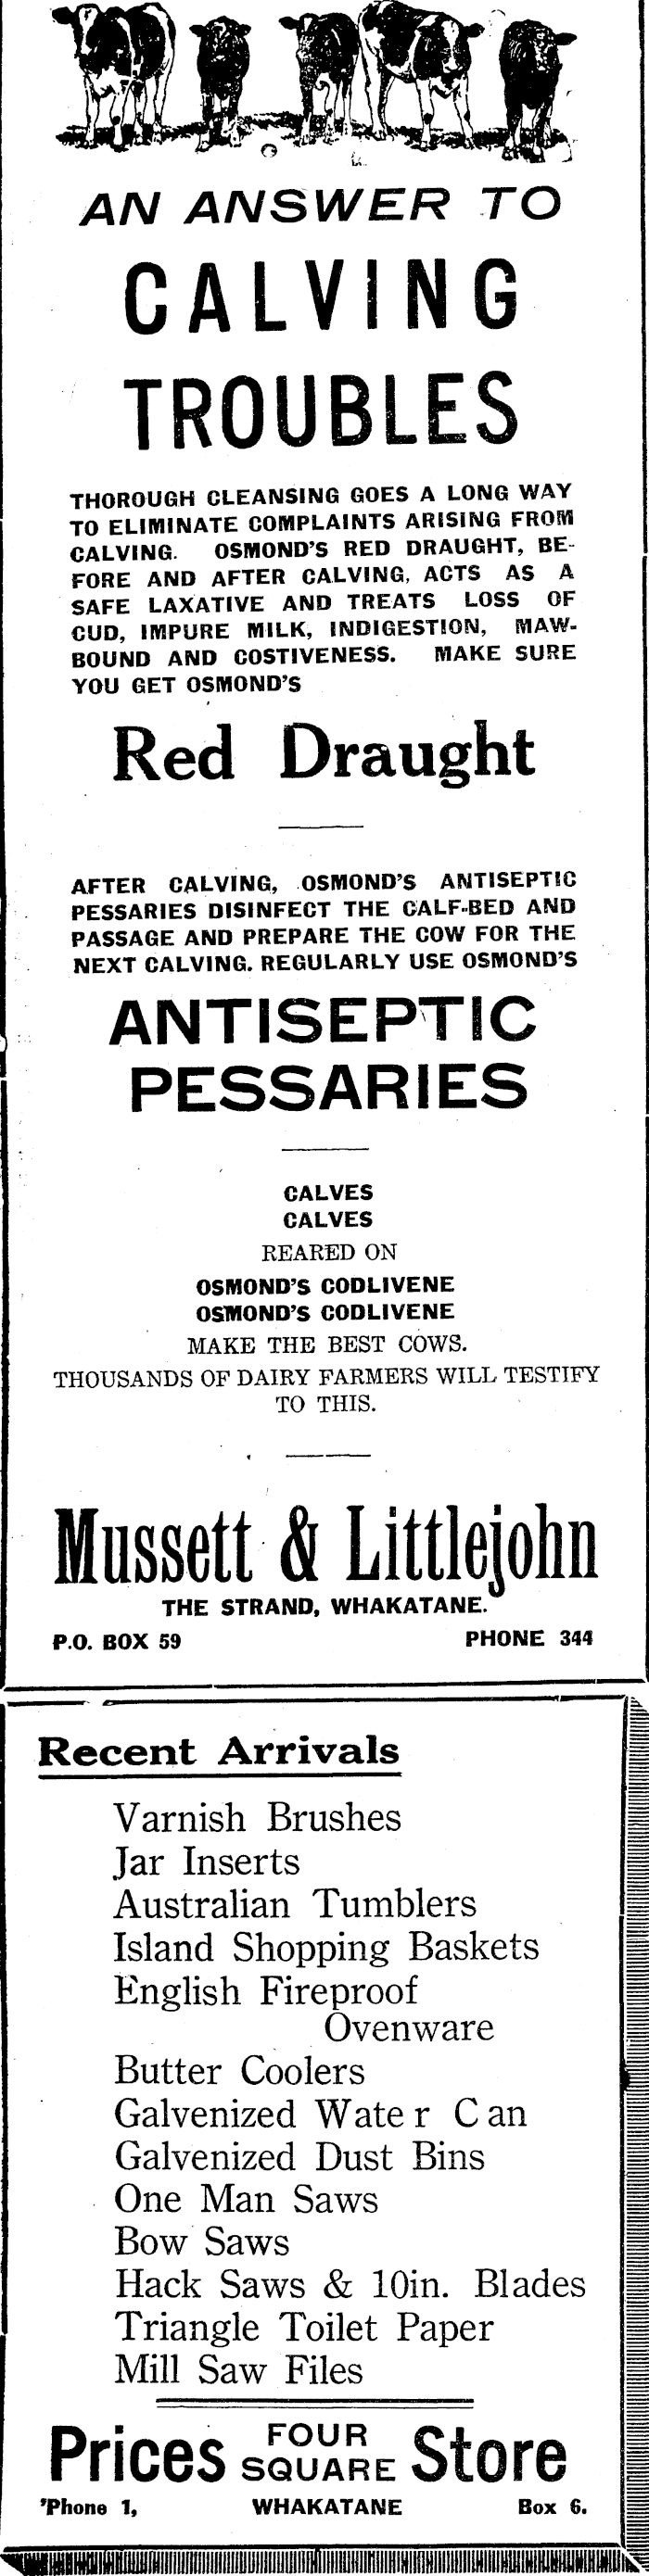 AN ANSWER TO
CALVING
TROUBLES
THOROUGH CLEANSING GOES A LONG WAY
TO ELIMINATE COMPLAINTS ARISING FROM
CALVING. OSMOND'S RED DRAUGHT, BE-
FORE AND AFTER CALVING, ACTS AS A
SAFE LAXATIVE AND TREATS LOSS OF
CUD, IMPURE MILK, INDIGESTION, MAW-
BOUND AND COSTIVENESS. MAKE SURE
YOU GET OSMOND'S
Red Draught
AFTER CALVING, OSMOND'S ANTISEPTIC
PESSARIES DISINFECT THE CALF-BED AND
PASSAGE AND PREPARE THE COW FOR THE
NEXT CALVING. REGULARLY USE OSMOND'S
ANTISEPTIC
PESSARIES
CALVES
CALVES
REARED ON
OSMOND'S CODLIVENE
OSMOND'S CODLIVENE
MAKE THE BEST COWS.
THOUSANDS OF DAIRY FARMERS WILL TESTIFY
TO THIS.
Mussett & Littlejohn
THE STRAND, WHAKATANE.
P.O. BOX 59 PHONE 344
Recent Arrivals
Varnish Brushes
Jar Inserts
Australian Tumblers
Island Shopping Baskets
English Fireproof
Ovenware
Butter Coolers
Galvenized Water Can
Galvenized Dust Bins
One Man Saws
Bow Saws
Hack Saws & 10in. Blades
Triangle Toilet Paper
Mill Saw Files
Prices FOUR SQUARE Store
'Phone 1, WHAKATANE Box 6.